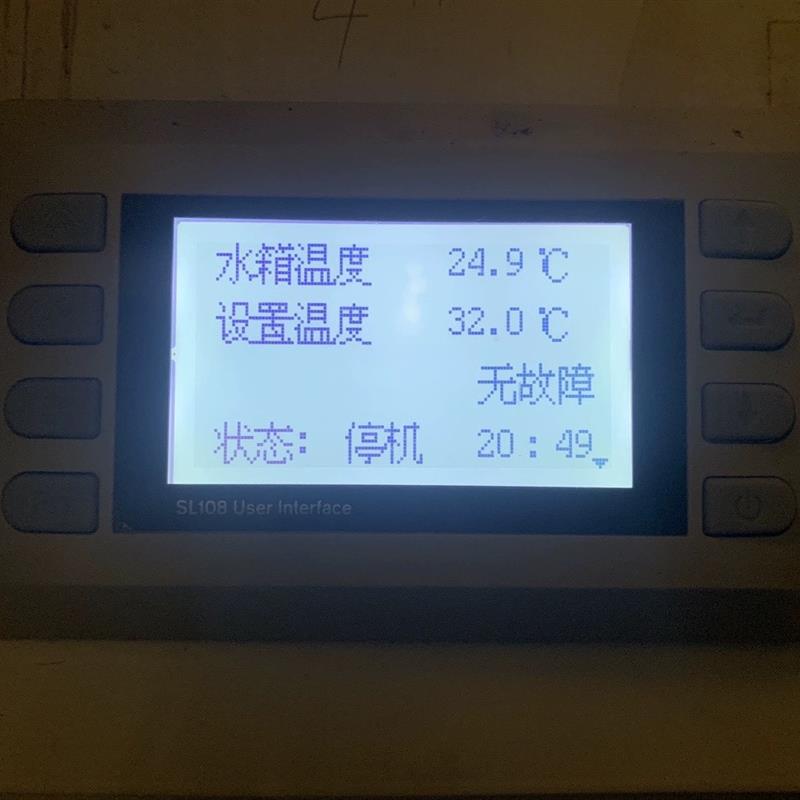 4
水箱温度 24.9℃
设置温度 32.0℃
无故障
状态: 停机 20:49
SL108 User Interface